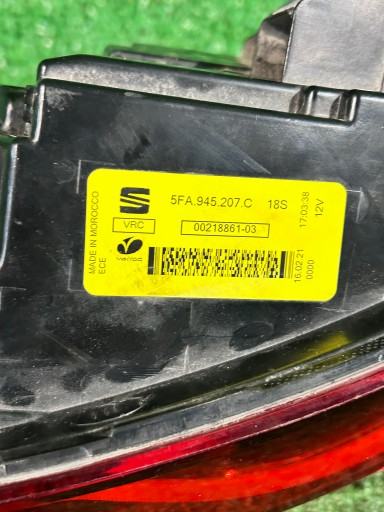 5FA.945.207.C 18S
VRC
00218861-03
MADE IN MOROCCO
ECE
17:03:38
12V
16.02.21
0000